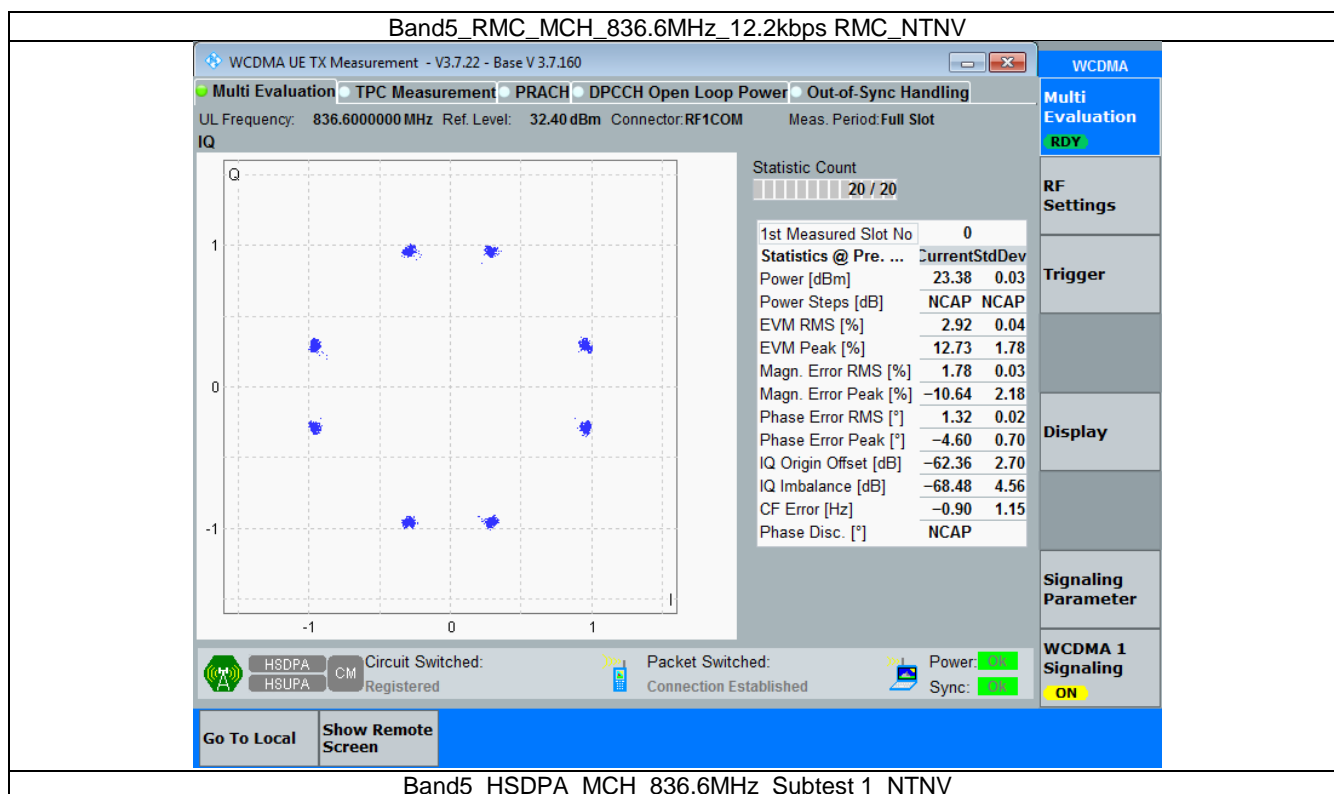 Band5_RMC_MCH_836.6MHz_12.2kbps RMC_NTNV
WCDMA UE TX Measurement - V3.7.22 - Base V 3.7.160
WCDMA
Multi Evaluation TPC Measurement PRACH DPCCH Open Loop Power Out-of-Sync Handling
Multi
Evaluation
RDY
UL Frequency: 836.6000000 MHz Ref. Level: 32.40 dBm Connector: RF1COM Meas. Period: Full Slot
IQ
Q
1
0
-1
-1 0 1
I
Statistic Count
20 / 20
1st Measured Slot No 0
Statistics @ Pre. ... Current StdDev
Power [dBm] 23.38 0.03
Power Steps [dB] NCAP NCAP
EVM RMS [%] 2.92 0.04
EVM Peak [%] 12.73 1.78
Magn. Error RMS [%] 1.78 0.03
Magn. Error Peak [%] −10.64 2.18
Phase Error RMS [°] 1.32 0.02
Phase Error Peak [°] −4.60 0.70
IQ Origin Offset [dB] −62.36 2.70
IQ Imbalance [dB] −68.48 4.56
CF Error [Hz] −0.90 1.15
Phase Disc. [°] NCAP
RF
Settings
Trigger
Display
Signaling
Parameter
WCDMA 1
Signaling
ON
HSDPA
HSUPA
CM
Circuit Switched:
Registered
Packet Switched:
Connection Established
Power: Ok
Sync: Ok
Go To Local
Show Remote
Screen
Band5_HSDPA_MCH_836.6MHz_Subtest 1_NTNV